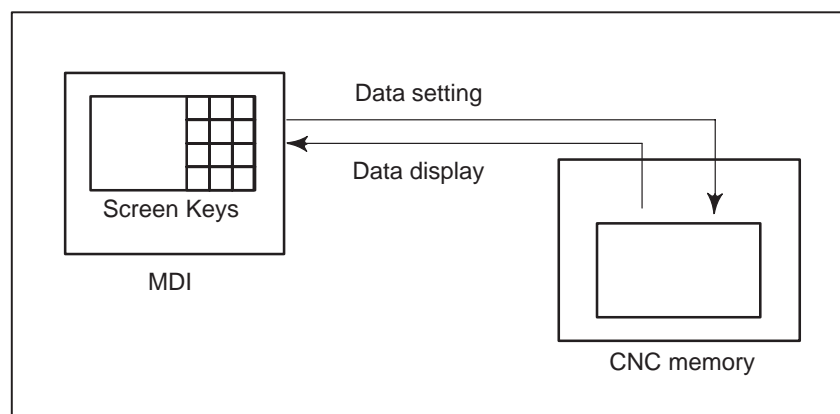 Data setting
Data display
Screen Keys
MDI
CNC memory